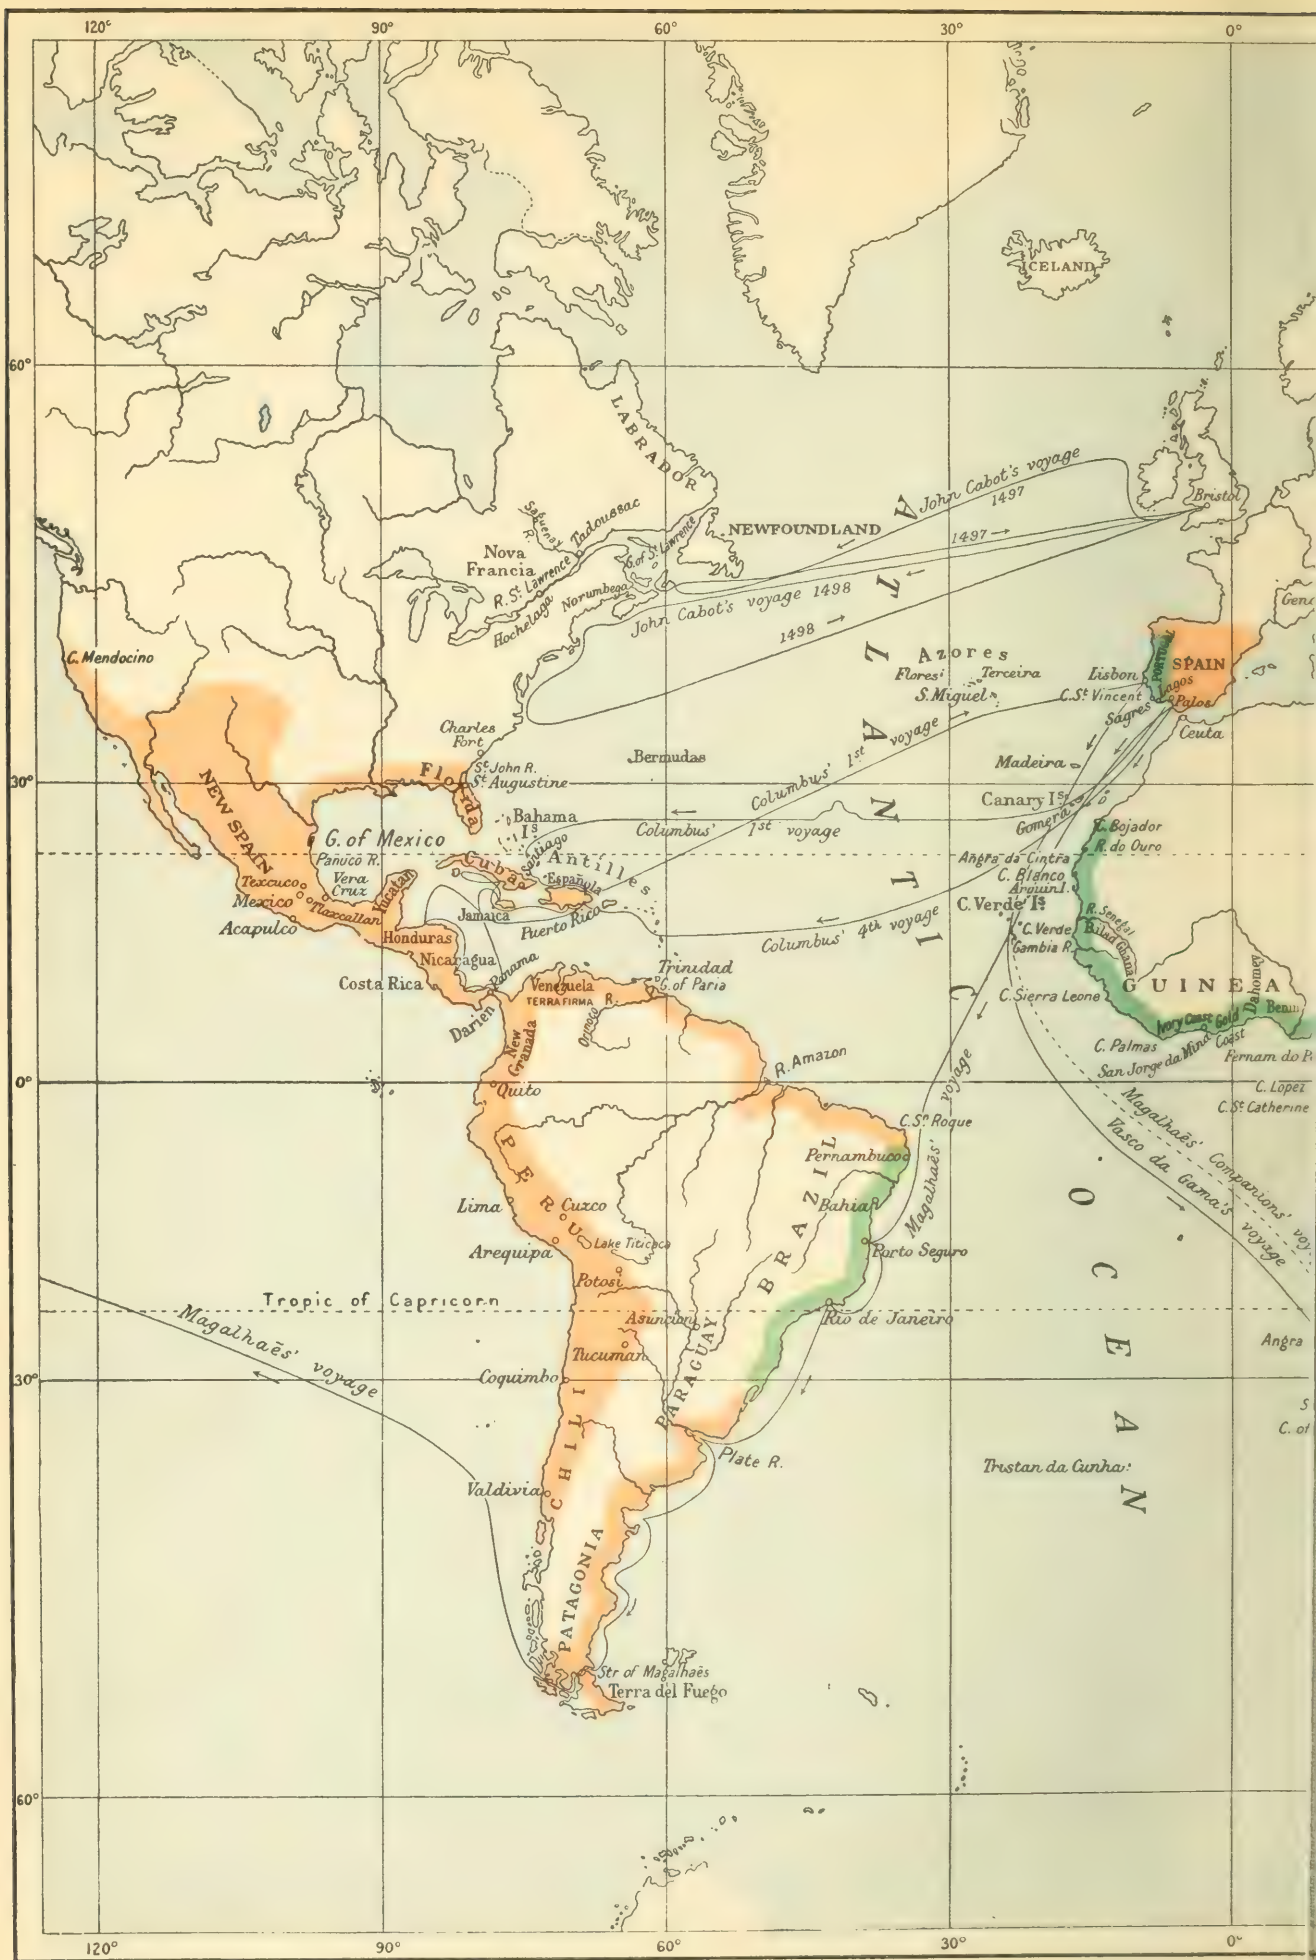 120°
90°
60°
30°
0°
ICELAND
60°
LABRADOR
John Cabot's voyage
1497
Bristol
Saguenay R.
Tadoussac
NEWFOUNDLAND
1497
Nova
Francia
G. of St. Lawrence
R. St. Lawrence
Hochelaga
Norumbega
John Cabot's voyage 1498
1498
ATLANTIC OCEAN
Genc
C. Mendocino
Azores
Flores
Terceira
S. Miguel
Lisbon
PORTUGAL
SPAIN
C. St. Vincent
Lagos
Sagres
Palos
Ceuta
Charles
Fort
St. John R.
St. Augustine
Florida
Bermudas
Columbus' 1st voyage
Madeira
30°
NEW SPAIN
Canary Is.
Gomera
Bahama
Is.
Columbus' 1st voyage
C. Bojador
R. do Ouro
G. of Mexico
Panuco R.
Vera
Cruz
Santiago
Cuba
Antilles
Española
Angra da Cintra
C. Blanco
Arguin I.
Texcuco
Mexico
Tlaxcallan
Yucatan
Acapulco
Jamaica
Puerto Rico
C. Verde Is.
R. Senegal
C. Verde
Bilad Ghana
Gambia R.
Columbus' 4th voyage
Honduras
Nicaragua
Costa Rica
Panama
Darien
Trinidad
G. of Paria
Venezuela
TERRA FIRMA
Orinoco R.
New
Granada
GUINEA
C. Sierra Leone
Ivory Coast
Gold
Coast
Dahomey
Benin
C. Palmas
San Jorge da Mina
Fernam do P.
0°
Quito
R. Amazon
C. Lopez
C. St. Catherine
C. Sn. Roque
Magalhaẽs' voyage
Magalhaẽs' Companions' voy.
Vasco da Gama's voyage
PERU
Pernambuco
BRAZIL
Bahia
Lima
Cuzco
Arequipa
Lake Titicaca
Porto Seguro
Potosi
Tropic of Capricorn
Magalhaẽs' voyage
Asuncion
Rio de Janeiro
Angra
Tucuman
PARAGUAY
30°
Coquimbo
CHILI
S
C. of
Plate R.
Tristan da Cunha
Valdivia
PATAGONIA
Str of Magalhaẽs
Terra del Fuego
60°
120°
90°
60°
30°
0°